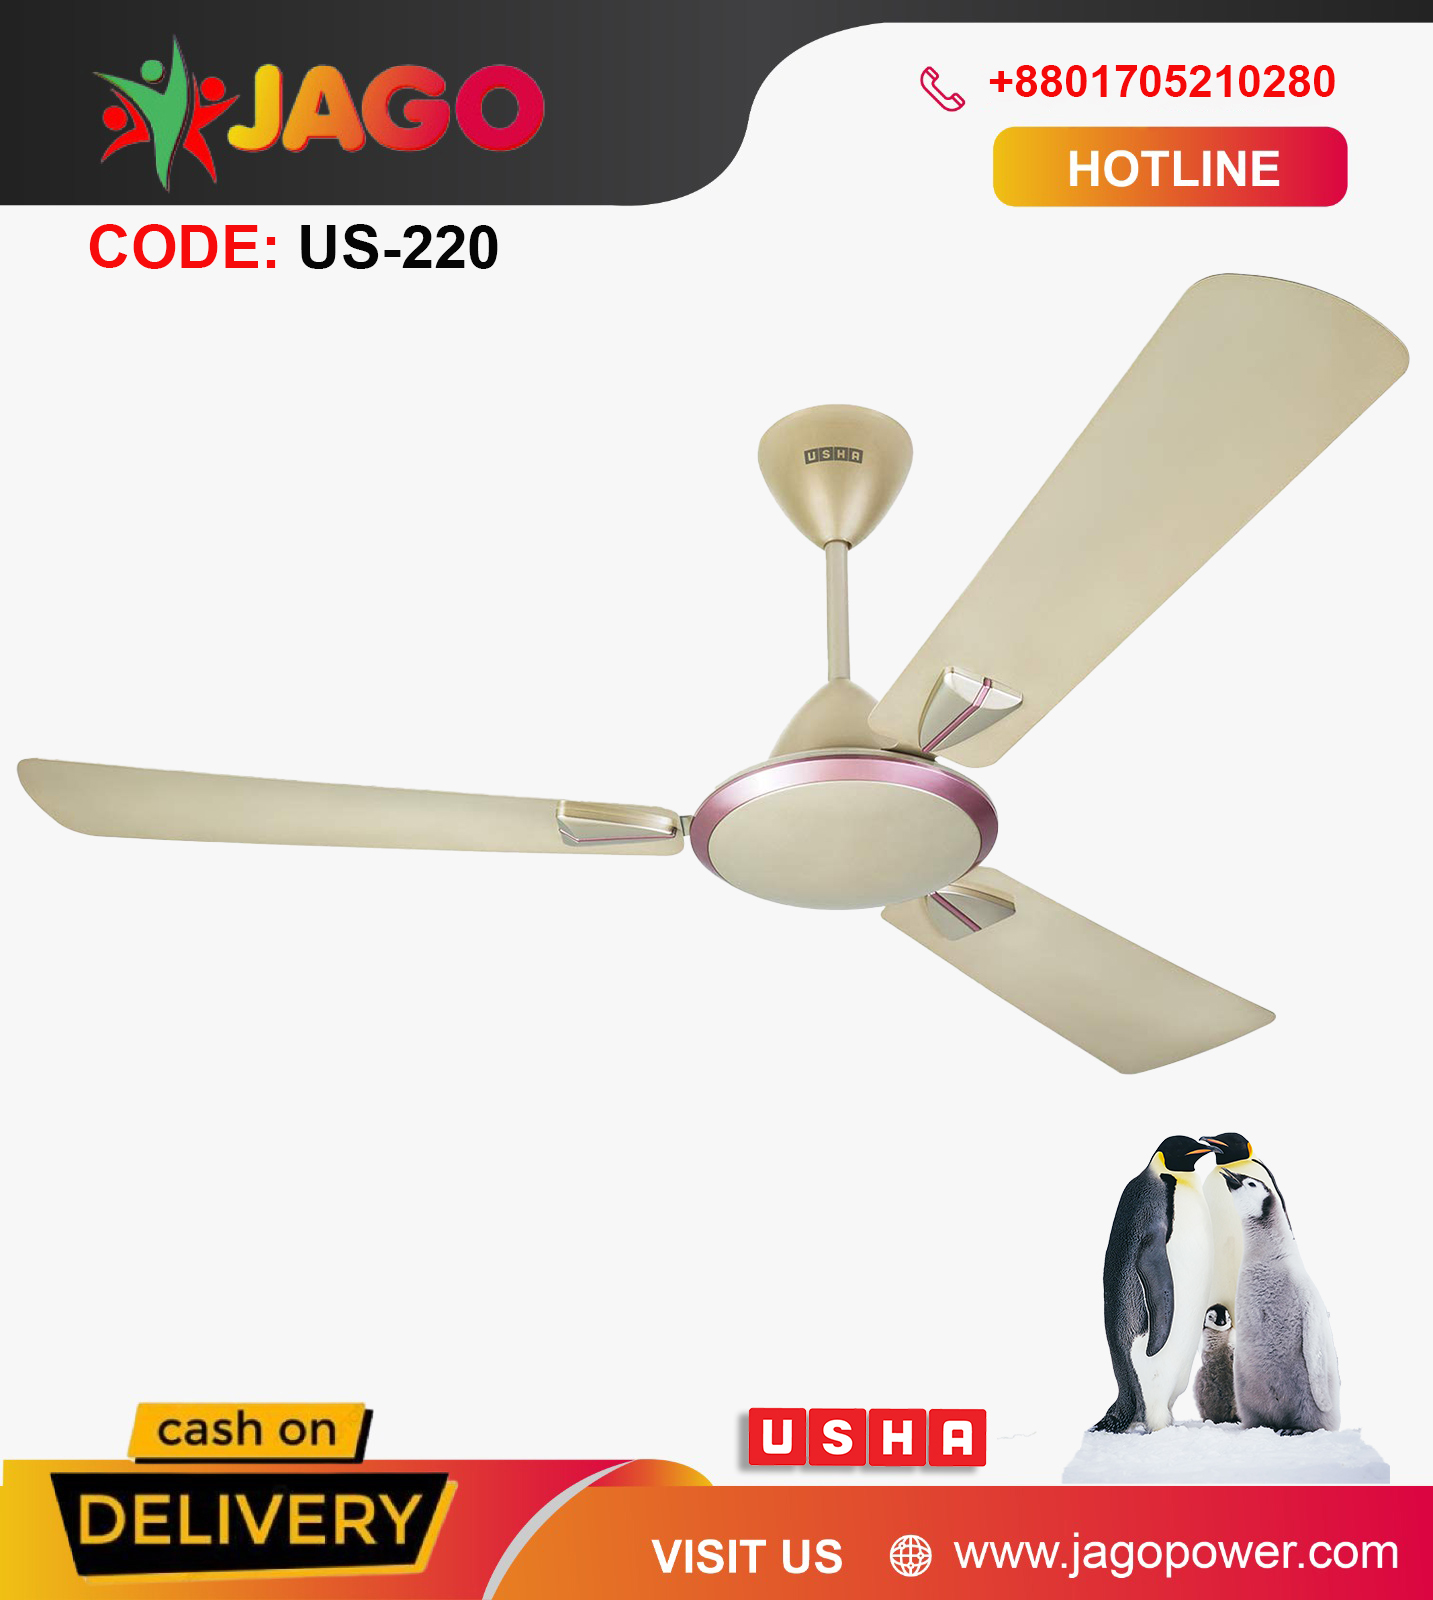 JAGO
+8801705210280
HOTLINE
CODE: US-220
USHA
cash on
DELIVERY
USHA
VISIT US
www.jagopower.com